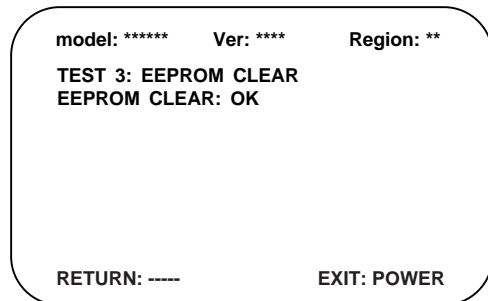 model: ****** Ver: **** Region: **
TEST 3: EEPROM CLEAR
EEPROM CLEAR: OK
RETURN: ----- EXIT: POWER